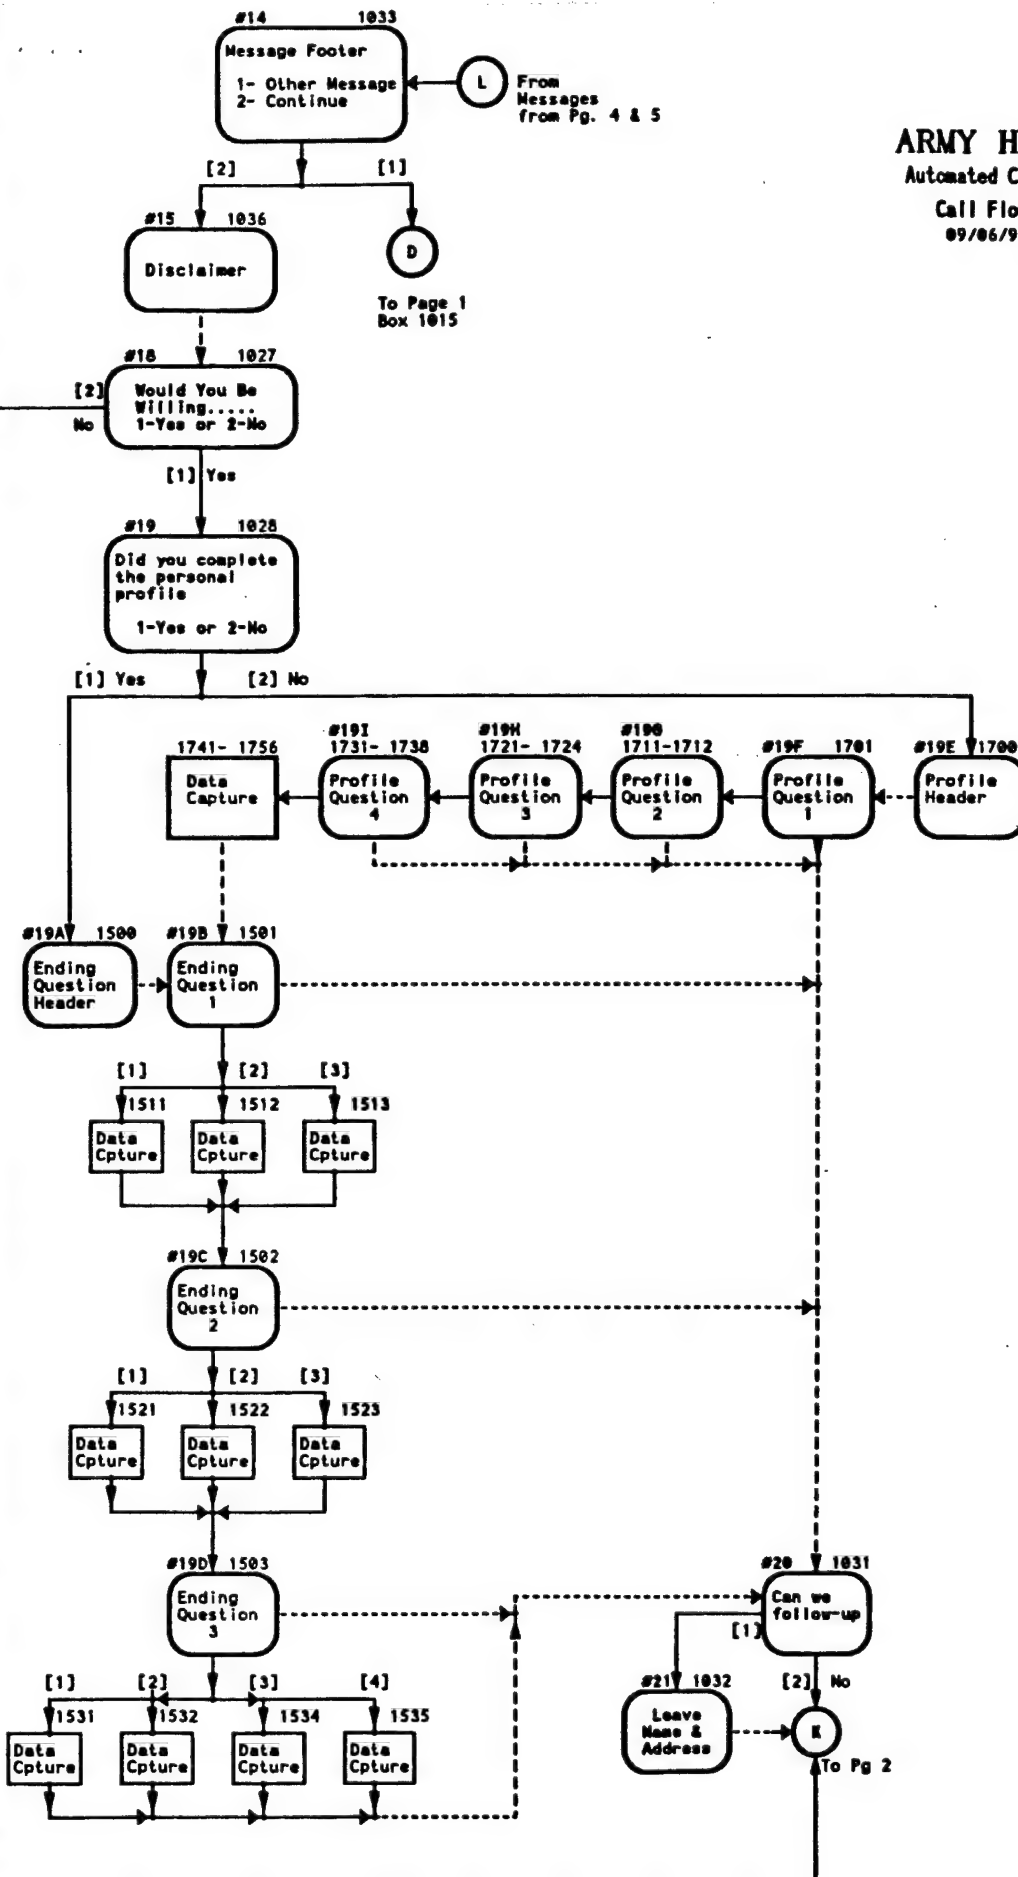 #14 1033
Message Footer
1- Other Message
2- Continue
L
From
Messages
from Pg. 4 & 5
ARMY H
Automated C
Call Flo
09/06/9
[2] [1]
#15 1036
Disclaimer
D
To Page 1
Box 1015
#18 1027
[2]
No
Would You Be
Willing.....
1-Yes or 2-No
[1] Yes
#19 1028
Did you complete
the personal
profile
1-Yes or 2-No
[1] Yes [2] No
1741- 1756
Data
Capture
#19I
1731- 1738
Profile
Question
4
#19H
1721- 1724
Profile
Question
3
#19G
1711-1712
Profile
Question
2
#19F 1701
Profile
Question
1
#19E 1700
Profile
Header
#19A 1500
Ending
Question
Header
#19B 1501
Ending
Question
1
[1] [2] [3]
1511 1512 1513
Data
Cpture
Data
Cpture
Data
Cpture
#19C 1502
Ending
Question
2
[1] [2] [3]
1521 1522 1523
Data
Cpture
Data
Cpture
Data
Cpture
#19D 1503
Ending
Question
3
[1] [2] [3] [4]
1531 1532 1534 1535
Data
Cpture
Data
Cpture
Data
Cpture
Data
Cpture
#20 1031
Can we
follow-up
[1]
[2] No
#21 1032
Leave
Name &
Address
K
To Pg 2